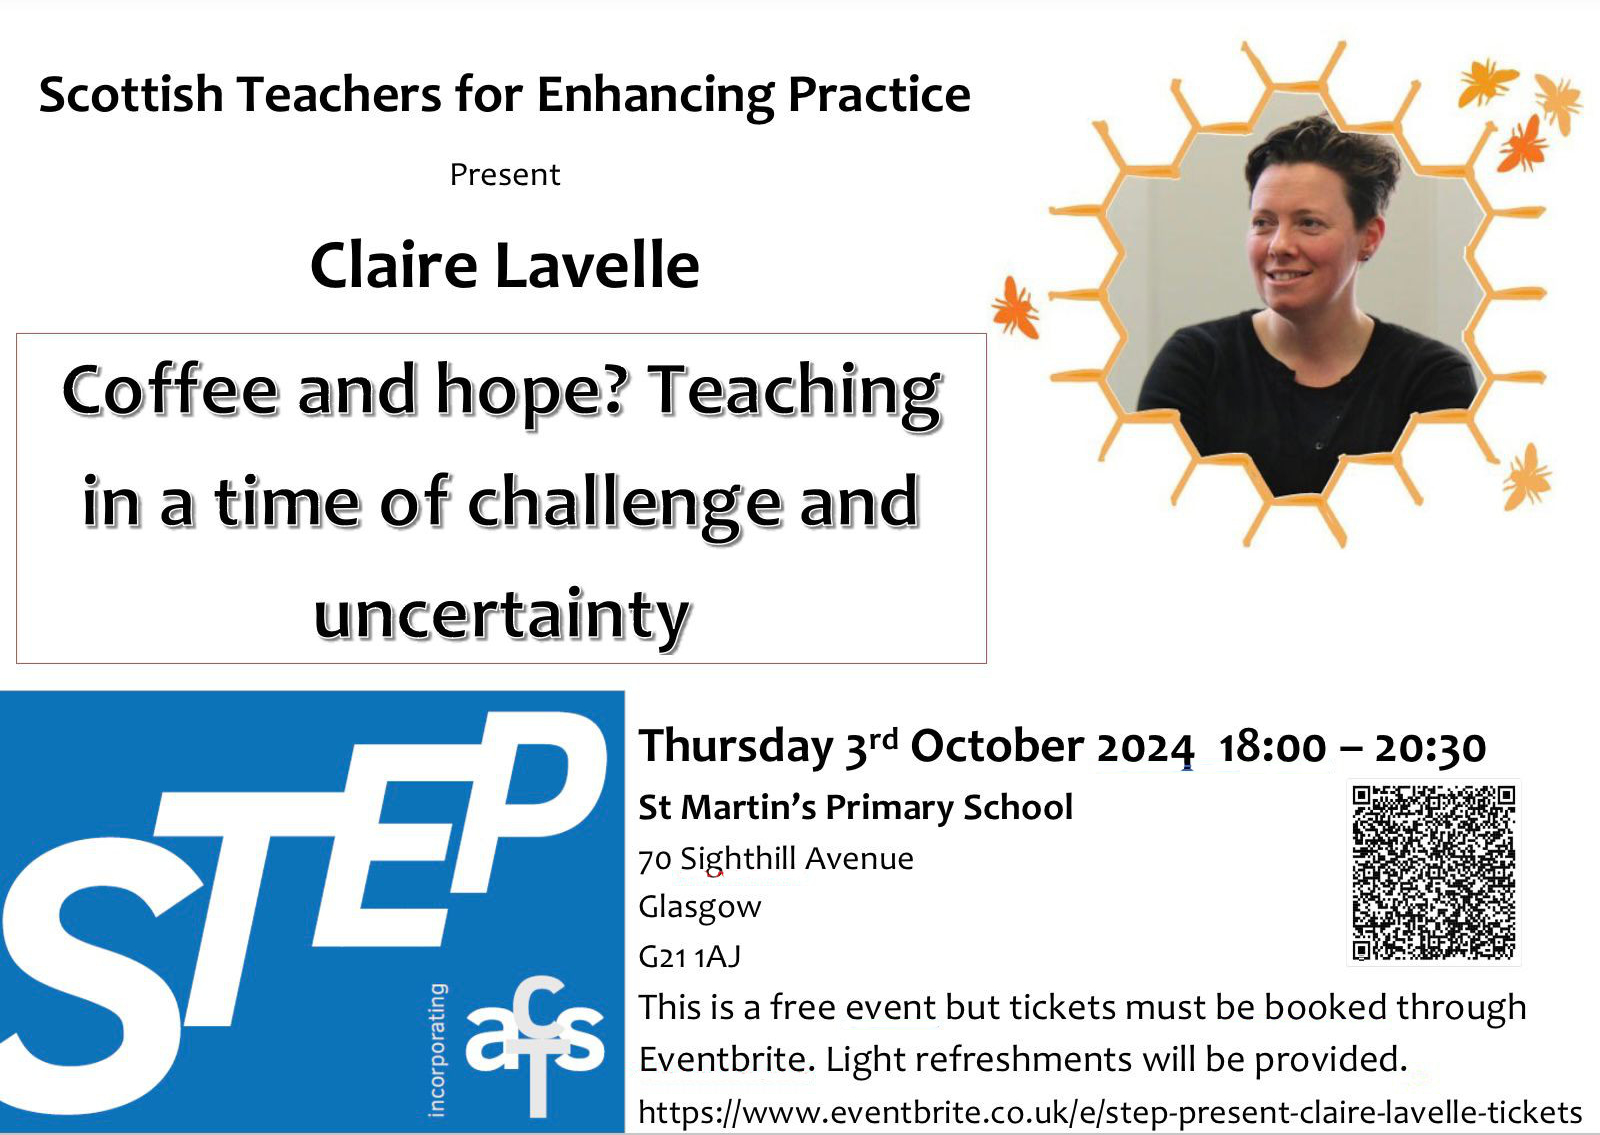 Scottish Teachers for Enhancing Practice
Present
Claire Lavelle
Coffee and hope? Teaching
in a time of challenge and
uncertainty
STEP
incorporating
acTs
Thursday 3rd October 2024 18:00 – 20:30
St Martin’s Primary School
70 Sighthill Avenue
Glasgow
G21 1AJ
This is a free event but tickets must be booked through
Eventbrite. Light refreshments will be provided.
https://www.eventbrite.co.uk/e/step-present-claire-lavelle-tickets